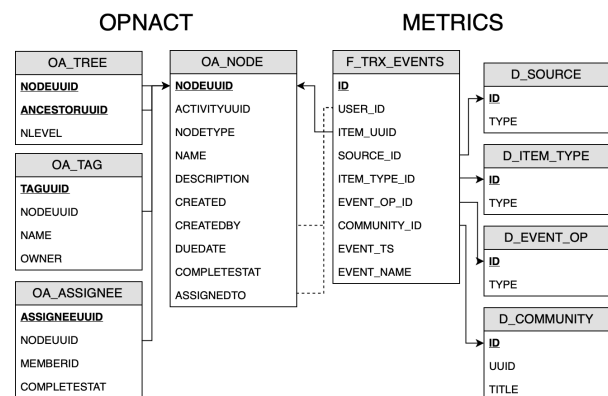 OPNACT
METRICS
OA_TREE
NODEUUID
ANCESTORUUID
NLEVEL
OA_TAG
TAGUUID
NODEUUID
NAME
OWNER
OA_ASSIGNEE
ASSIGNEEUUID
NODEUUID
MEMBERID
COMPLETESTAT
OA_NODE
NODEUUID
ACTIVITYUUID
NODETYPE
NAME
DESCRIPTION
CREATED
CREATEDBY
DUEDATE
COMPLETESTAT
ASSIGNEDTO
F_TRX_EVENTS
ID
USER_ID
ITEM_UUID
SOURCE_ID
ITEM_TYPE_ID
EVENT_OP_ID
COMMUNITY_ID
EVENT_TS
EVENT_NAME
D_SOURCE
ID
TYPE
D_ITEM_TYPE
ID
TYPE
D_EVENT_OP
ID
TYPE
D_COMMUNITY
ID
UUID
TITLE